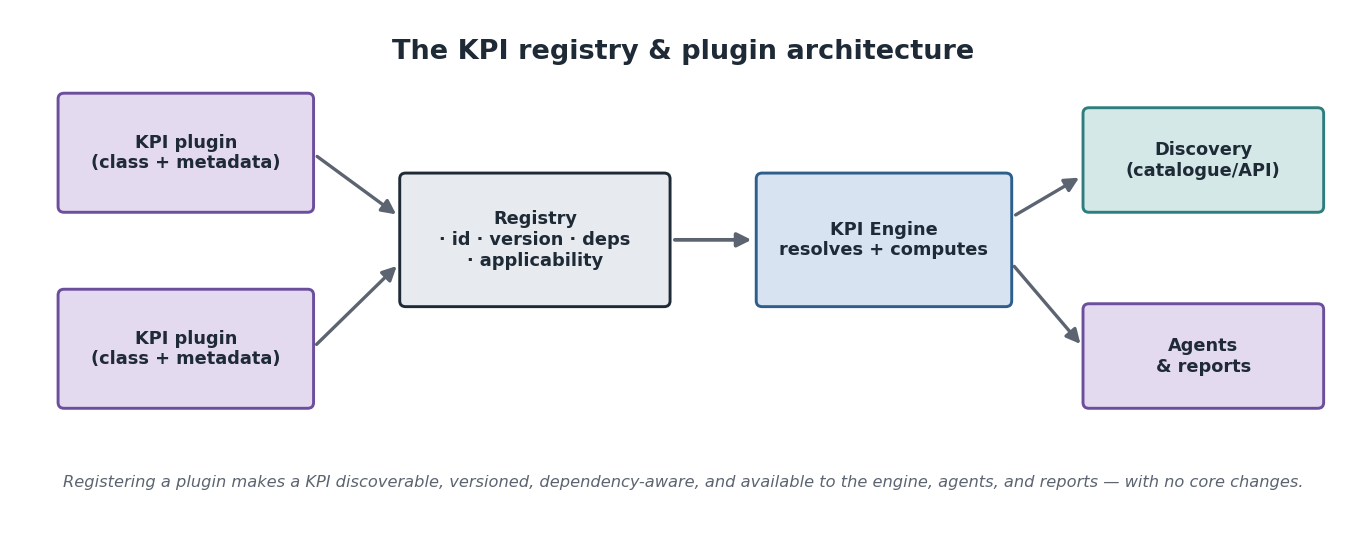 The KPI registry & plugin architecture
KPI plugin
(class + metadata)
KPI plugin
(class + metadata)
Registry
· id · version · deps
· applicability
KPI Engine
resolves + computes
Discovery
(catalogue/API)
Agents
& reports
Registering a plugin makes a KPI discoverable, versioned, dependency-aware, and available to the engine, agents, and reports — with no core changes.